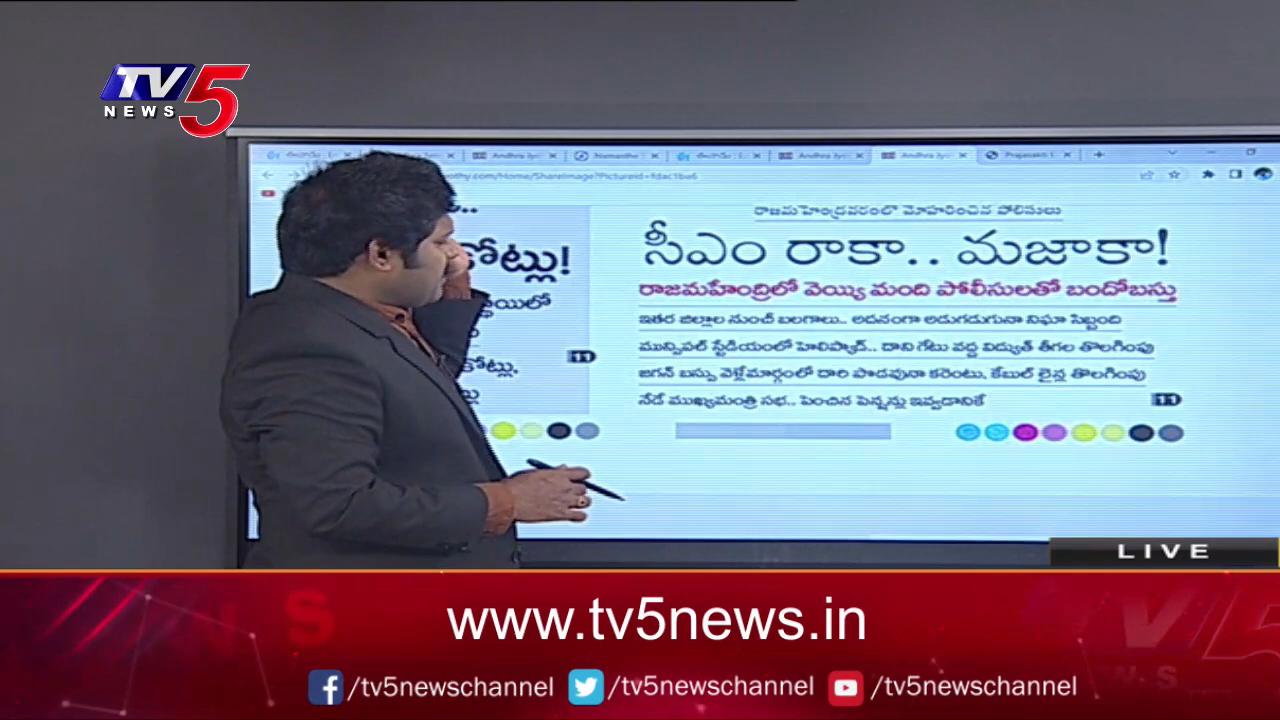 TV5
NEWS
రాజమహేంద్రవరంలో మోహరించిన పోలీసులు
సీఎం రాకా.. మజాకా!
రాజమహేంద్రిలో వెయ్యి మంది పోలీసులతో బందోబస్తు
ఇతర జిల్లాల నుంచీ బలగాలు.. అదనంగా అడుగడుగునా నిఘా సిబ్బంది
మున్సిపల్ స్టేడియంలో హెలిప్యాడ్.. దాని గేటు వద్ద విద్యుత్ తీగల తొలగింపు
జగన్ బస్సు వెళ్లేమార్గంలో దారి పొడవునా కరెంటు, కేబుల్ లైన్ల తొలగింపు
నేడే ముఖ్యమంత్రి సభ.. పెంచిన పెన్షన్లు ఇవ్వడానికే
11
కోట్లు!
స్థాయిలో
కోట్లు,
11
LIVE
www.tv5news.in
/tv5newschannel /tv5newschannel /tv5newschannel